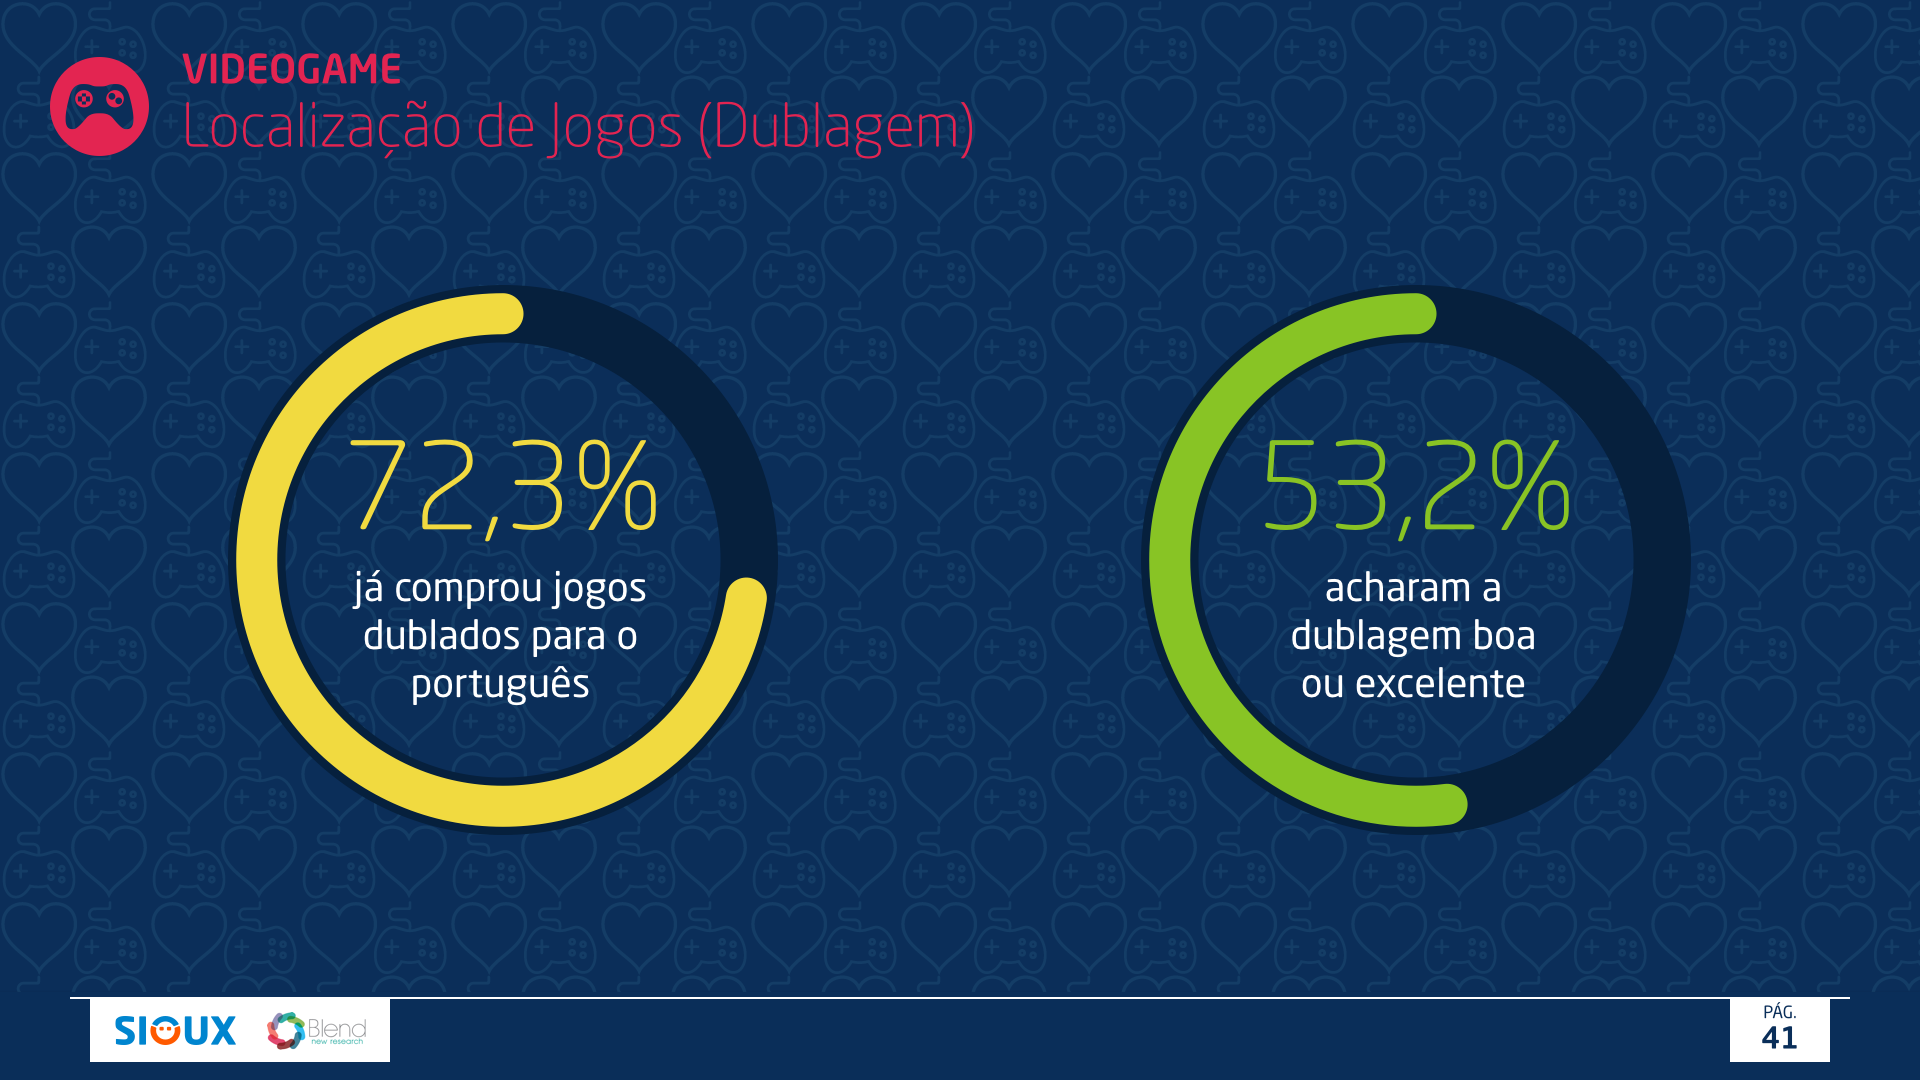 VIDEOGAME
Localização de Jogos (Dublagem)
72,3%
já comprou jogos
dublados para o
português
53,2%
acharam a
dublagem boa
ou excelente
SIOUX
Blend
new research
PÁG.
41